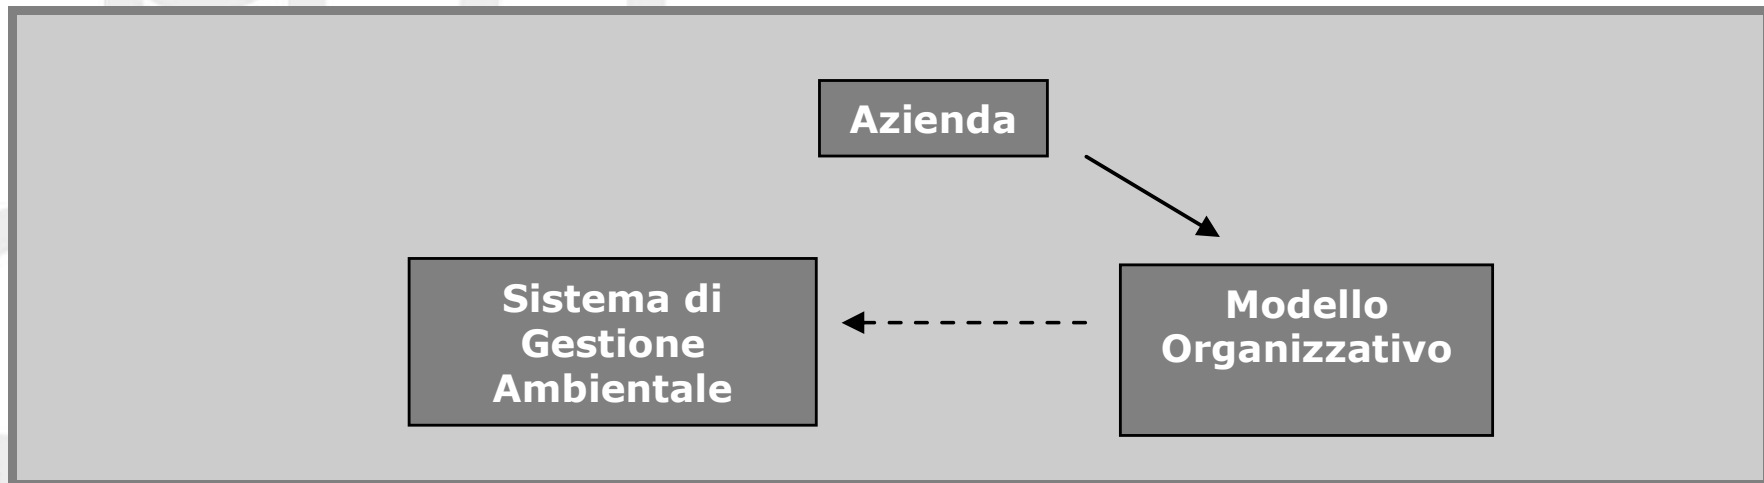 Azienda
Sistema di
Gestione
Ambientale
Modello
Organizzativo